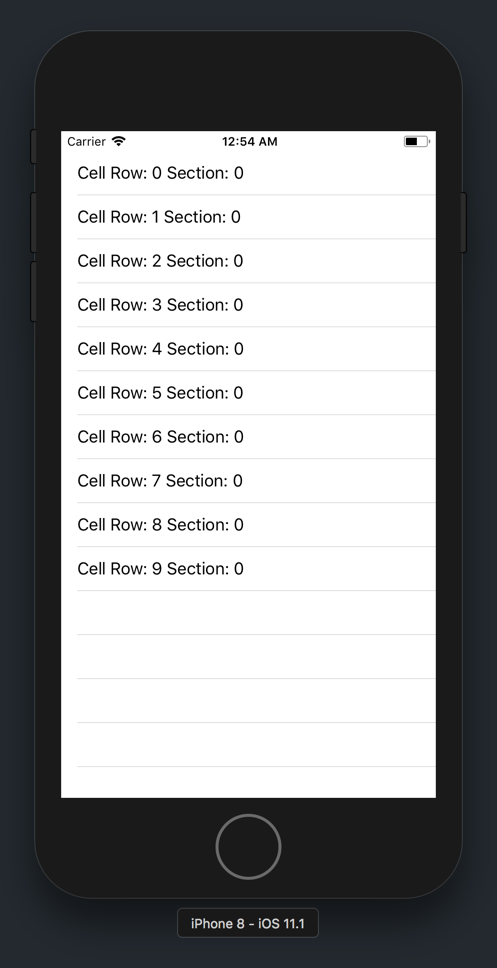 Carrier 12:54 AM
Cell Row: 0 Section: 0
Cell Row: 1 Section: 0
Cell Row: 2 Section: 0
Cell Row: 3 Section: 0
Cell Row: 4 Section: 0
Cell Row: 5 Section: 0
Cell Row: 6 Section: 0
Cell Row: 7 Section: 0
Cell Row: 8 Section: 0
Cell Row: 9 Section: 0
iPhone 8 - iOS 11.1